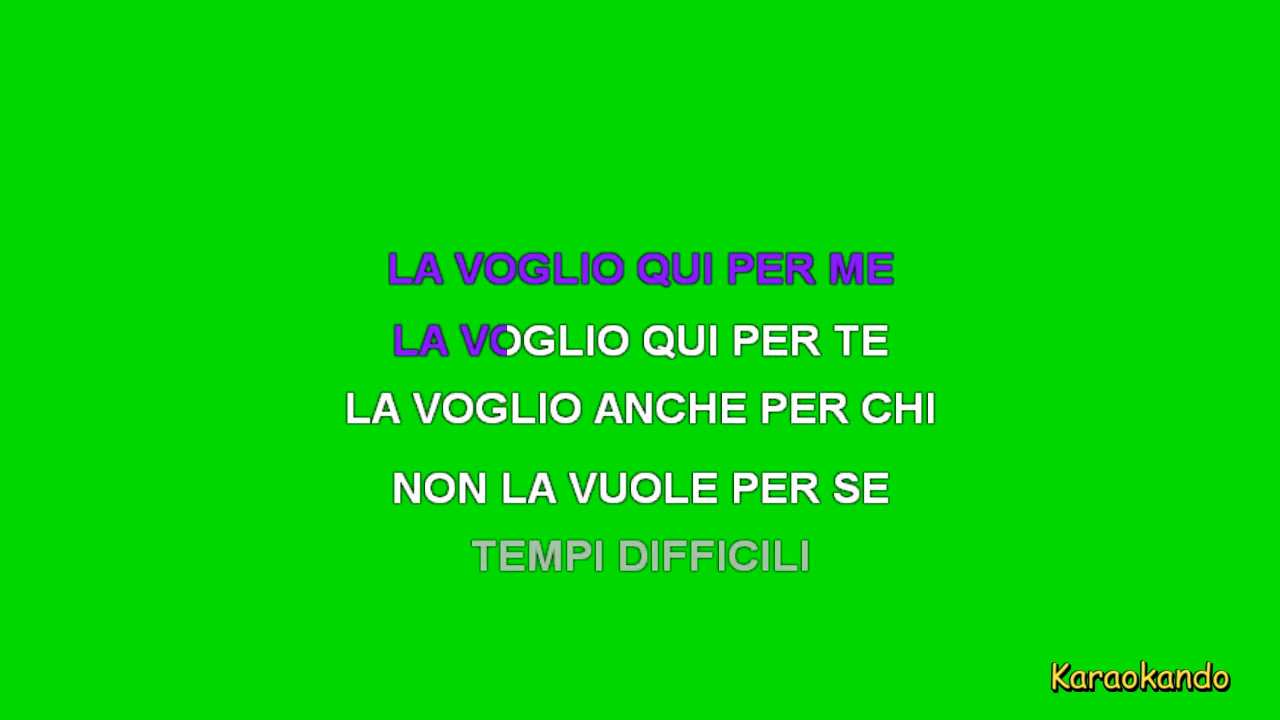 LA VOGLIO QUI PER ME
LA VOGLIO QUI PER TE
LA VOGLIO ANCHE PER CHI
NON LA VUOLE PER SE
TEMPI DIFFICILI
Karaokando